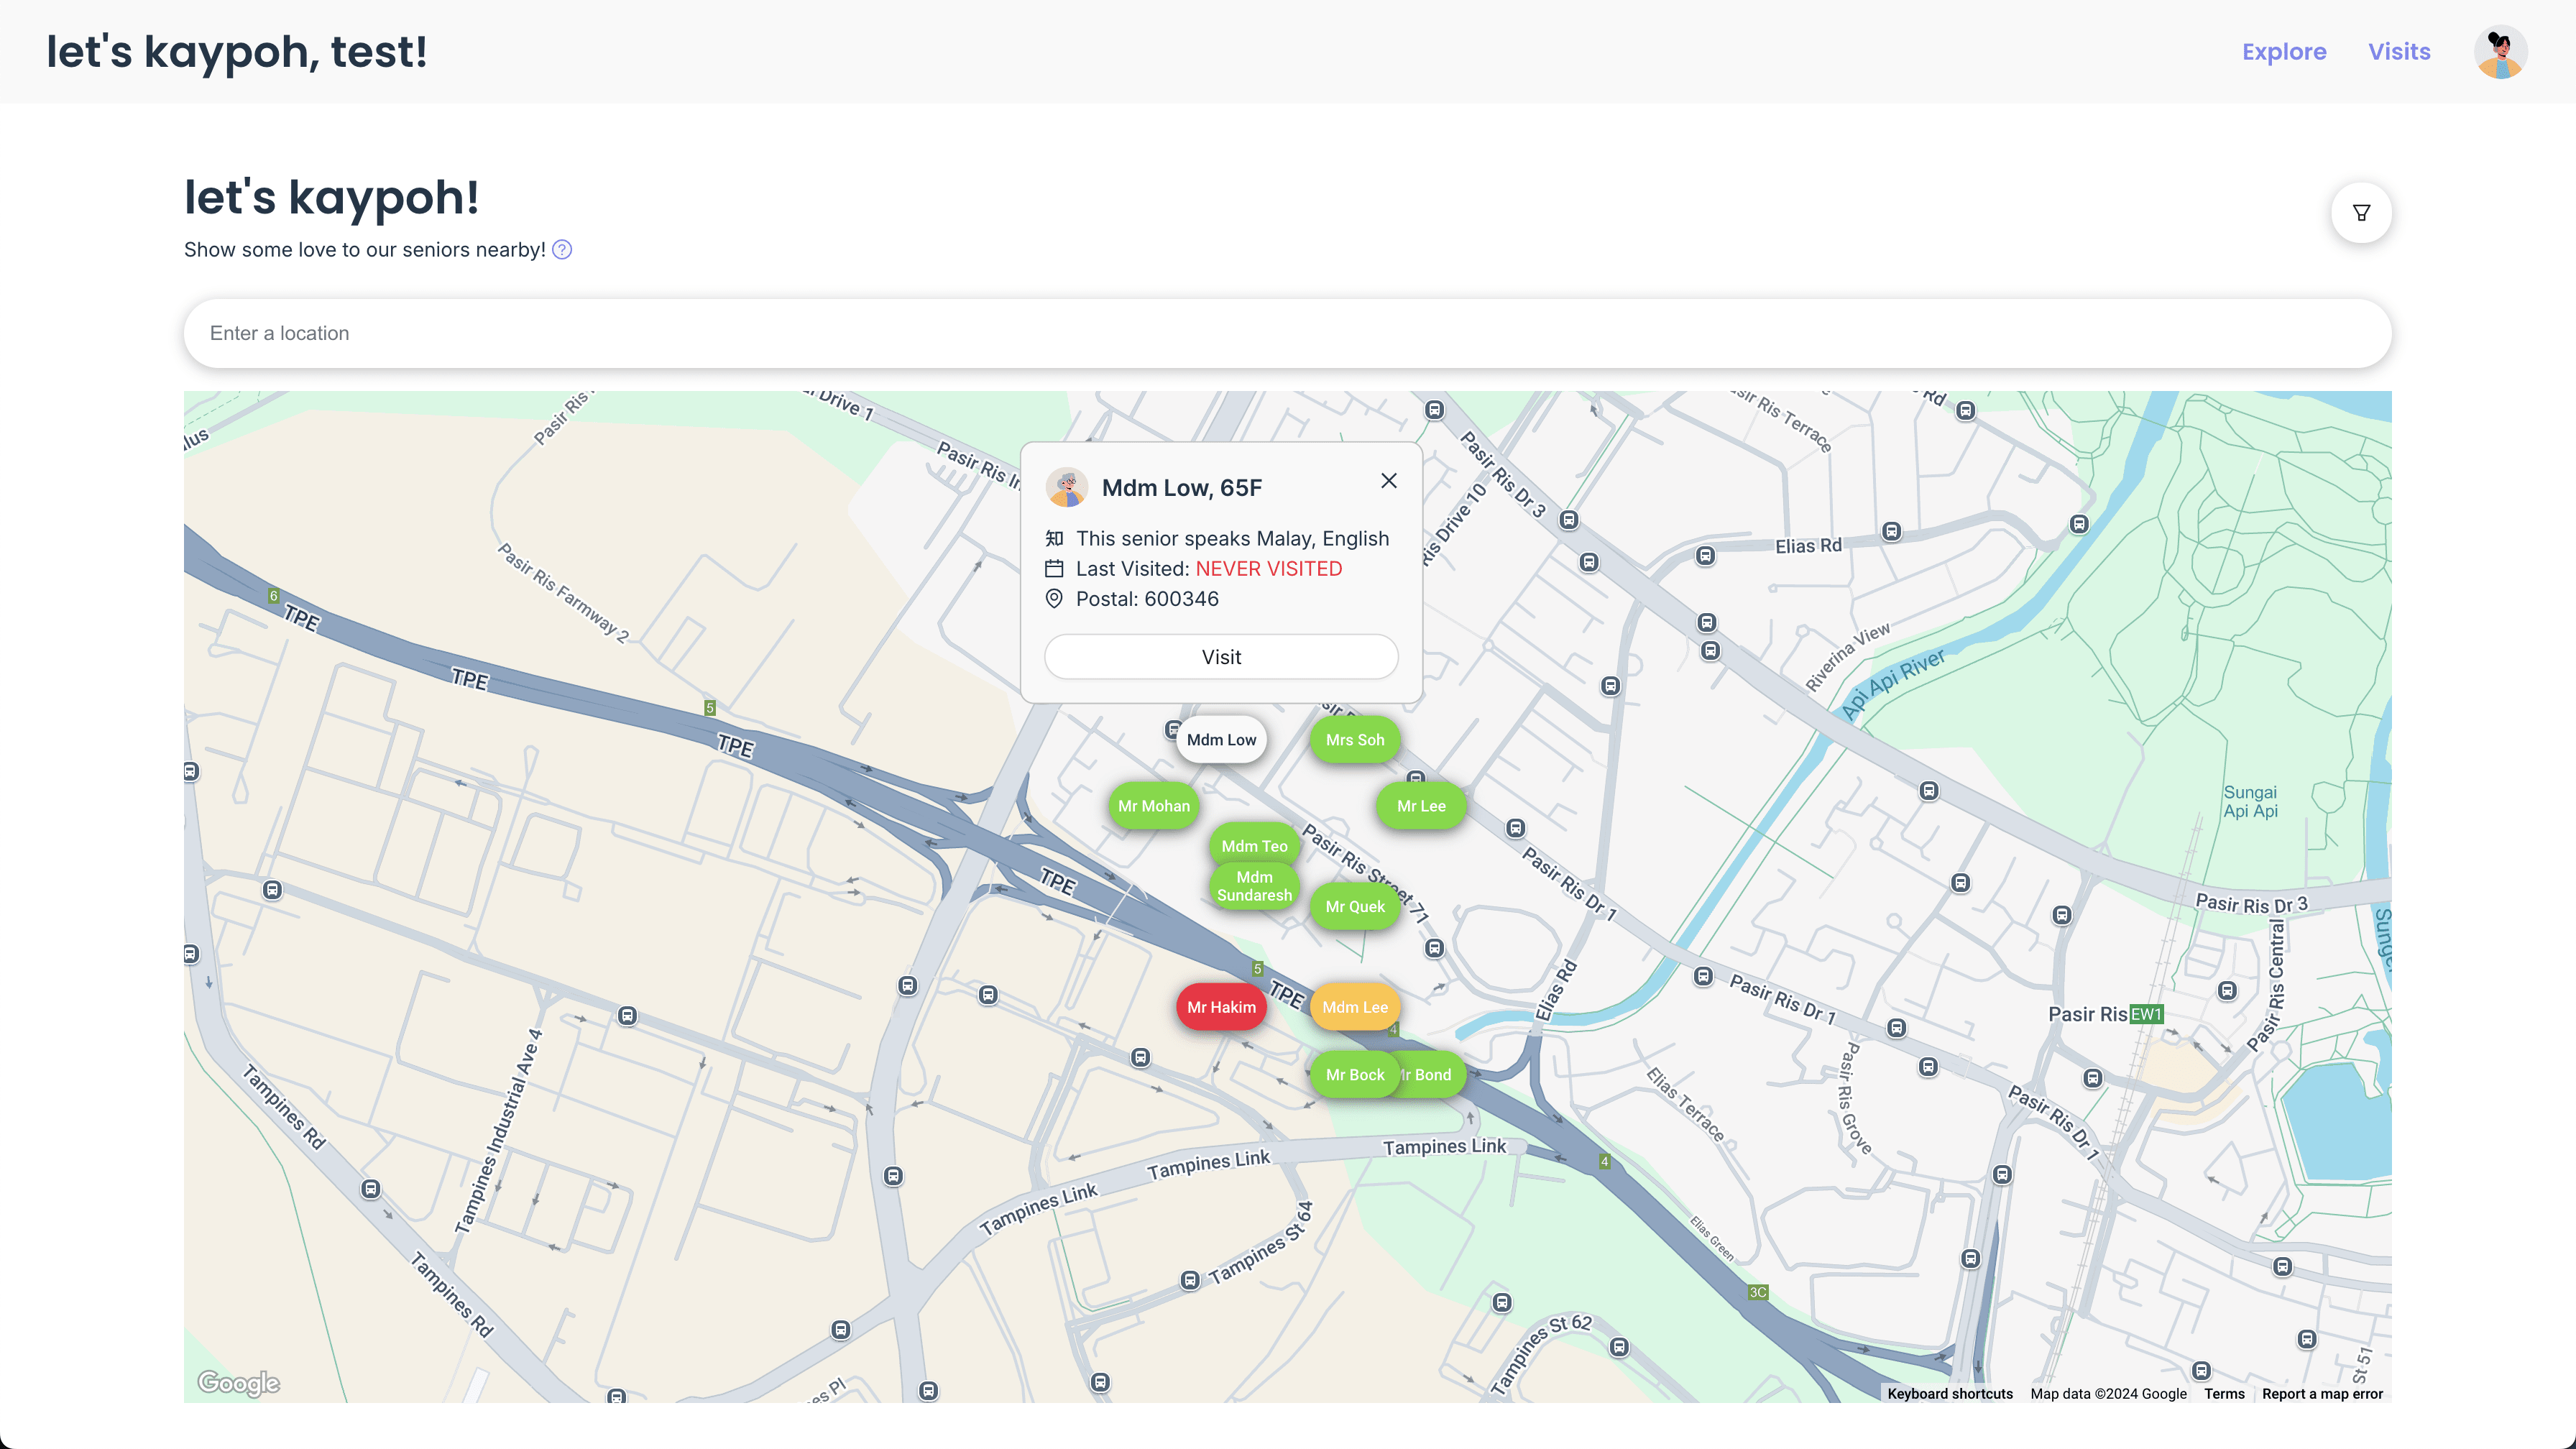 let's kaypoh, test!
Explore
Visits
let's kaypoh!
Show some love to our seniors nearby! ?
Enter a location
Drive 1
Pasir Ris
Pasir Ris
Pasir Ris Dr 3
Ris Drive 10
Ris Terrace
Rd
Mdm Low, 65F
知 This senior speaks Malay, English
Last Visited: NEVER VISITED
Postal: 600346
Visit
Elias Rd
Pasir Ris Farmway 2
6
TPE
TPE
5
TPE
Riverina View
Api Api River
Mdm Low
Mrs Soh
Mr Mohan
Mr Lee
Sungai
Api Api
Mdm Teo
Mdm
Sundaresh
Mr Quek
Pasir Ris Street 71
Pasir Ris Dr 1
TPE
Pasir Ris Dr 3
Pasir Ris Central
5
TPE
Mr Hakim
Mdm Lee
4
Elias Rd
Pasir Ris Dr 1
Pasir Ris EW1
Mr Bock
Bond
Tampines Industrial Ave 4
Tampines Rd
Elias Terrace
Pasir Ris Grove
Pasir Ris Dr 1
Tampines Link
Tampines Link
Tampines Link
4
Tampines St 64
Elias Green
3C
Tampines Rd
Tampines St 62
St 51
Pl
Google
Keyboard shortcuts
Map data ©2024 Google
Terms
Report a map error